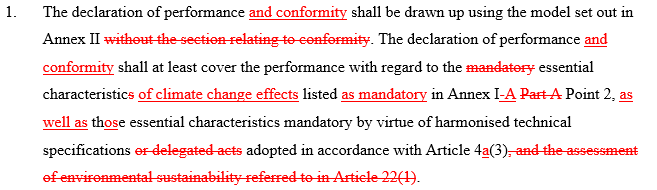 1. The declaration of performance and conformity shall be drawn up using the model set out in
Annex II without the section relating to conformity. The declaration of performance and
conformity shall at least cover the performance with regard to the mandatory essential
characteristics of climate change effects listed as mandatory in Annex I-A Part A Point 2, as
well as those essential characteristics mandatory by virtue of harmonised technical
specifications or delegated acts adopted in accordance with Article 4a(3), and the assessment
of environmental sustainability referred to in Article 22(1).